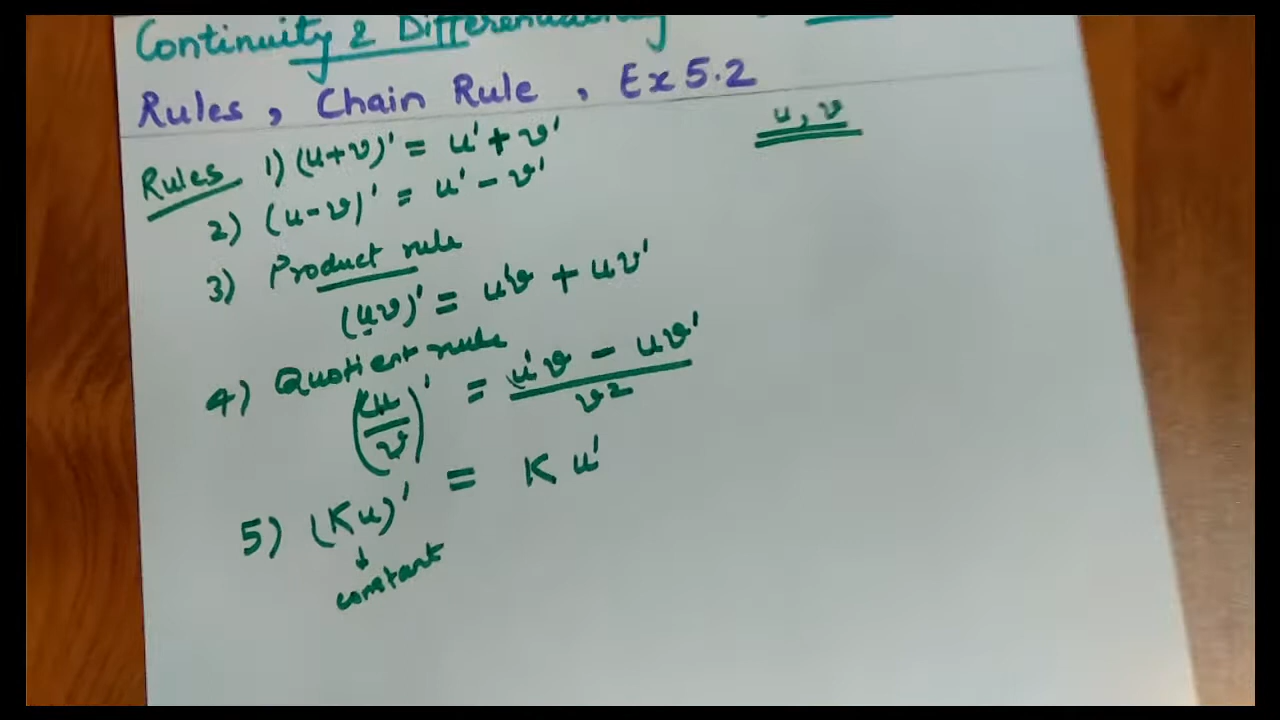 Continuity & Differentiability
Rules, Chain Rule, Ex 5.2
u, v
Rules 1) (u+v)' = u' + v'
2) (u-v)' = u' - v'
3) Product rule
(uv)' = u'v + uv'
4) Quotient rule
(u/v)' = u'v - uv' / v²
5) (Ku)' = K u'
↓
constant